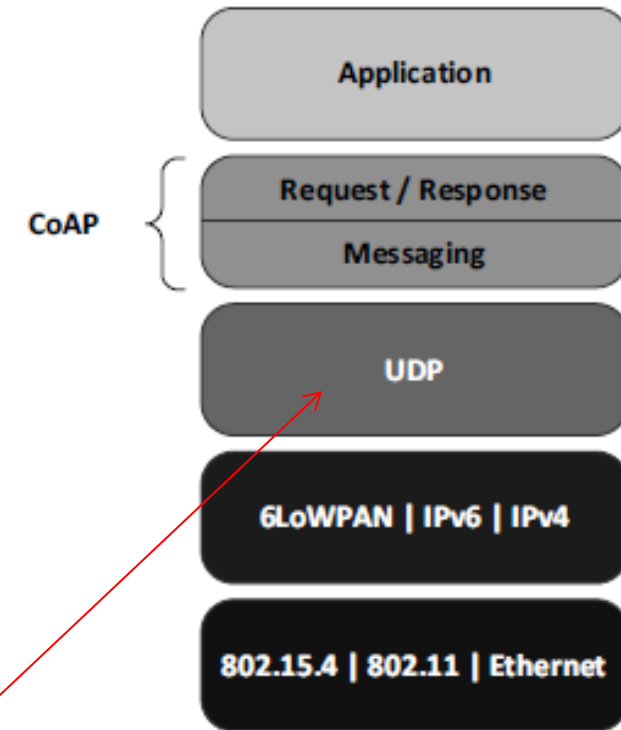 Application
Request / Response
CoAP
Messaging
UDP
6LoWPAN | IPv6 | IPv4
802.15.4 | 802.11 | Ethernet